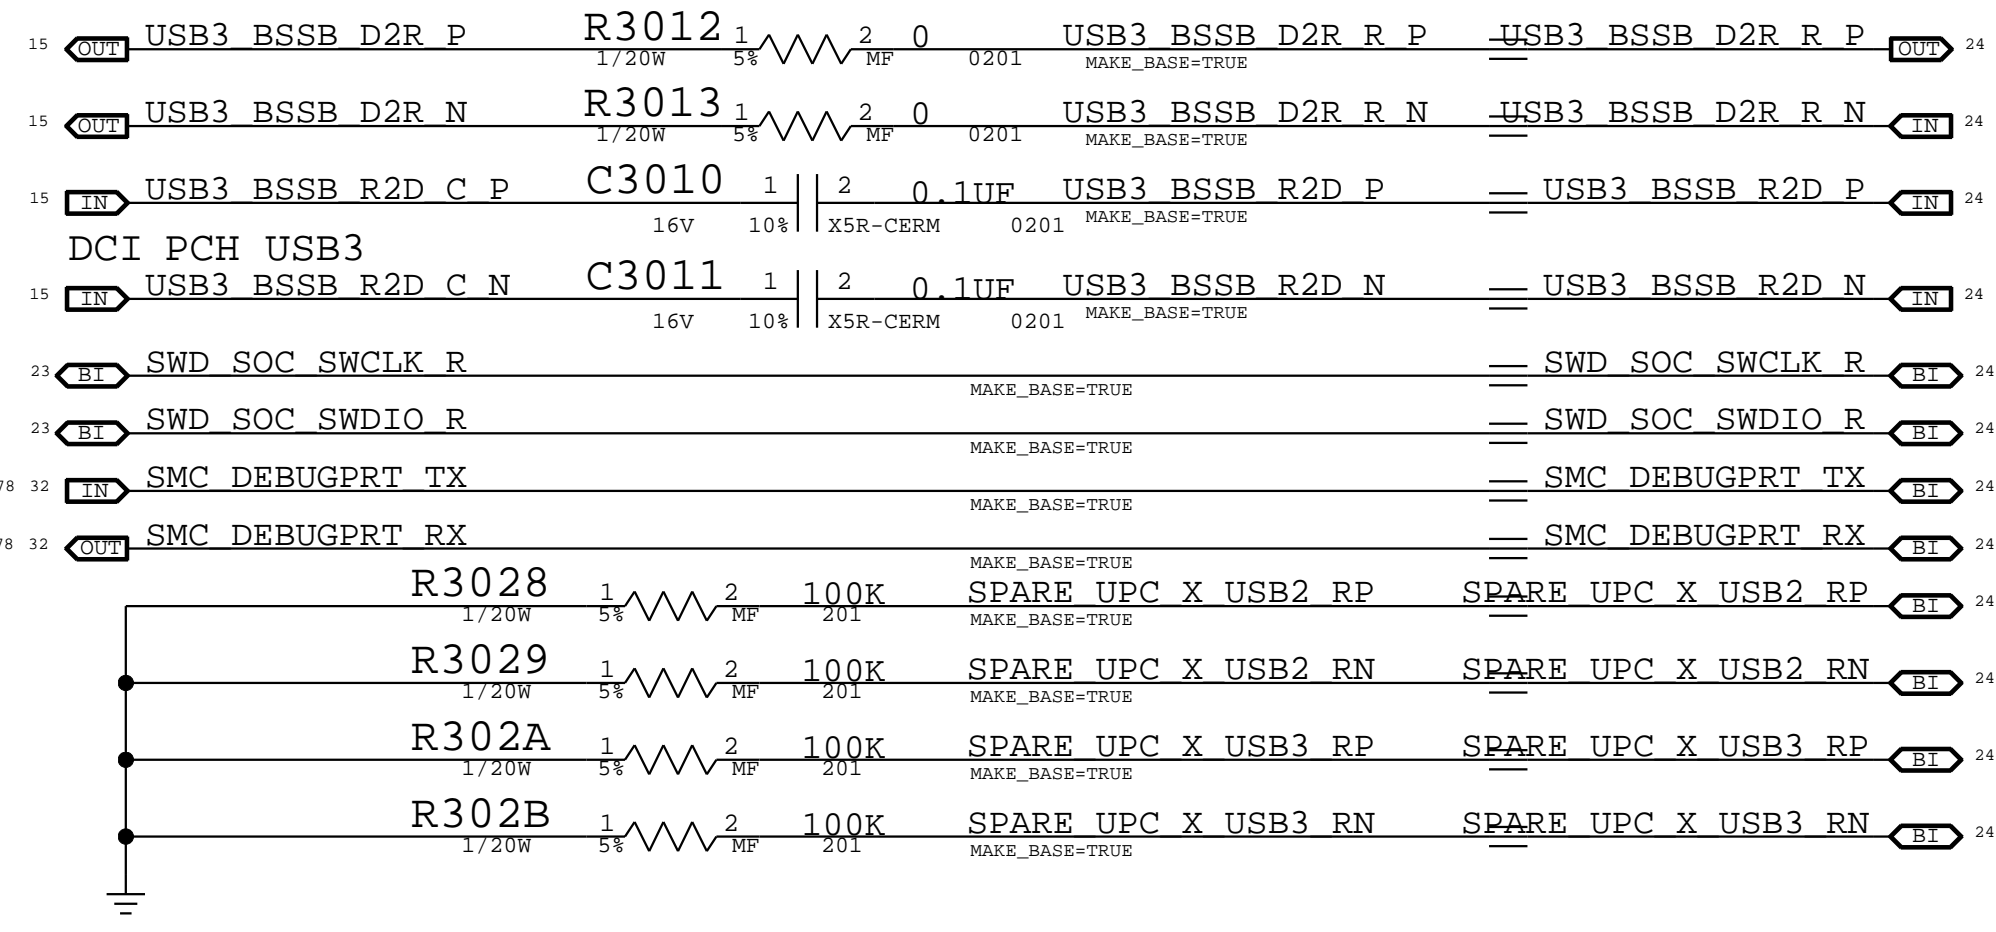 15 OUT USB3_BSSB_D2R_P R3012 1 2 0 USB3_BSSB_D2R_R_P USB3_BSSB_D2R_R_P OUT 24
1/20W 5% MF 0201 MAKE_BASE=TRUE
15 OUT USB3_BSSB_D2R_N R3013 1 2 0 USB3_BSSB_D2R_R_N USB3_BSSB_D2R_R_N IN 24
1/20W 5% MF 0201 MAKE_BASE=TRUE
15 IN USB3_BSSB_R2D_C_P C3010 1 2 0.1UF USB3_BSSB_R2D_P USB3_BSSB_R2D_P IN 24
16V 10% X5R-CERM 0201 MAKE_BASE=TRUE
DCI PCH USB3
15 IN USB3_BSSB_R2D_C_N C3011 1 2 0.1UF USB3_BSSB_R2D_N USB3_BSSB_R2D_N IN 24
16V 10% X5R-CERM 0201 MAKE_BASE=TRUE
23 BI SWD_SOC_SWCLK_R SWD_SOC_SWCLK_R BI 24
MAKE_BASE=TRUE
23 BI SWD_SOC_SWDIO_R SWD_SOC_SWDIO_R BI 24
MAKE_BASE=TRUE
78 32 IN SMC_DEBUGPRT_TX SMC_DEBUGPRT_TX BI 24
MAKE_BASE=TRUE
78 32 OUT SMC_DEBUGPRT_RX SMC_DEBUGPRT_RX BI 24
MAKE_BASE=TRUE
R3028 1 2 100K SPARE_UPC_X_USB2_RP SPARE_UPC_X_USB2_RP BI 24
1/20W 5% MF 201 MAKE_BASE=TRUE
R3029 1 2 100K SPARE_UPC_X_USB2_RN SPARE_UPC_X_USB2_RN BI 24
1/20W 5% MF 201 MAKE_BASE=TRUE
R302A 1 2 100K SPARE_UPC_X_USB3_RP SPARE_UPC_X_USB3_RP BI 24
1/20W 5% MF 201 MAKE_BASE=TRUE
R302B 1 2 100K SPARE_UPC_X_USB3_RN SPARE_UPC_X_USB3_RN BI 24
1/20W 5% MF 201 MAKE_BASE=TRUE